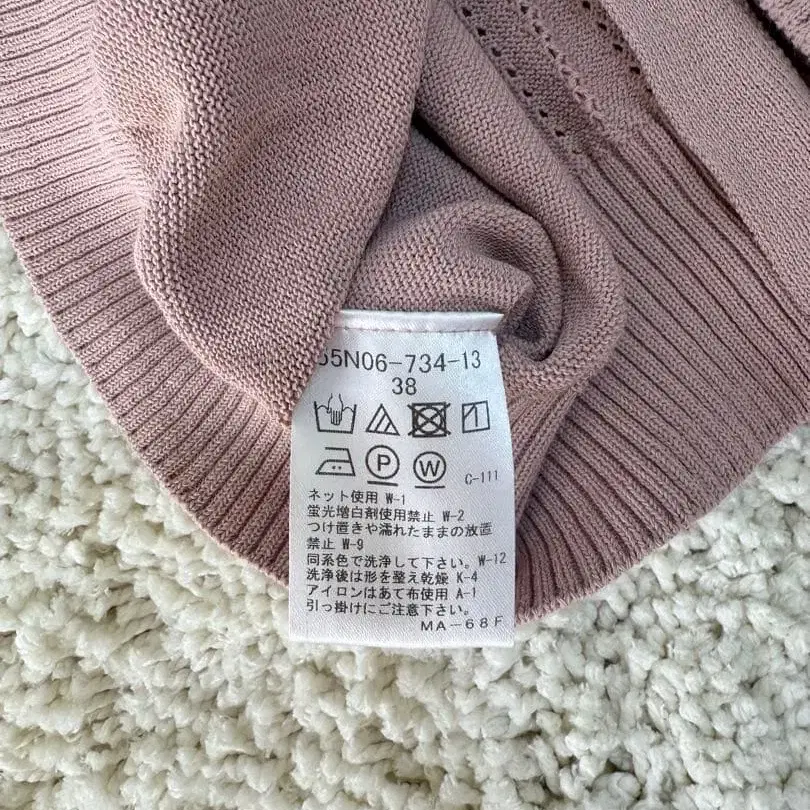 55N06-734-13
38
P W C-111
ネット使用 W-1
蛍光増白剤使用禁止 W-2
つけ置きや濡れたままの放置
禁止 W-9
同系色で洗浄して下さい。W-12
洗浄後は形を整え乾燥 K-4
アイロンはあて布使用 A-1
引っ掛けにご注意下さい。
MA-68F